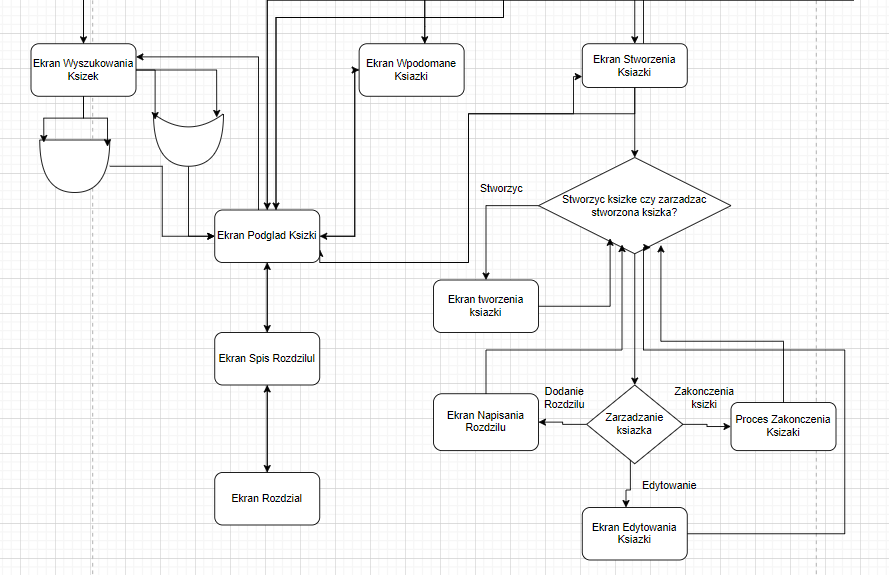 Ekran Wyszukowania
Ksizek
Ekran Wpodomane
Ksiazki
Ekran Stworzenia
Ksiazki
Stworzyc
Stworzyc ksizke czy zarzadzac
stworzona ksizka?
Ekran Podglad Ksizki
Ekran tworzenia
ksiazki
Ekran Spis Rozdzilul
Dodanie
Rozdzilu
Zakonczenia
ksizki
Ekran Napisania
Rozdzilu
Zarzadzanie
ksiazka
Proces Zakonczenia
Ksizaki
Edytowanie
Ekran Rozdzial
Ekran Edytowania
Ksiazki